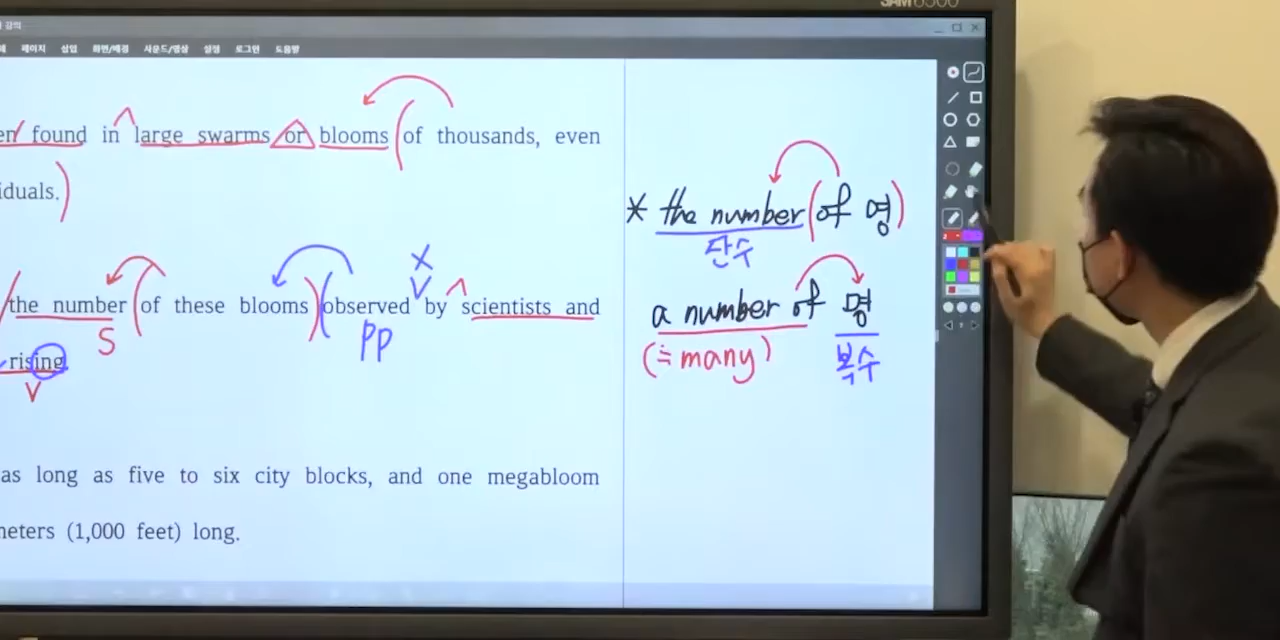 SAM6500
강의
페이지 삽입 화면/배경 사운드/영상 설정 로그인 도움말
found in large swarms or blooms of thousands, even
iduals.
the number of these blooms observed by scientists and
S
X
V
pp
rising
V
as long as five to six city blocks, and one megabloom
meters (1,000 feet) long.
* the number (of 명)
단수
a number of 명
(≒ many) 복수